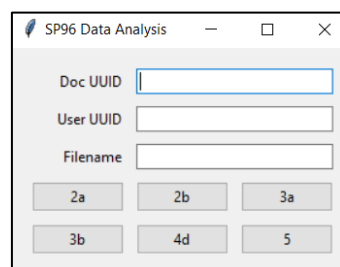 SP96 Data Analysis
Doc UUID
User UUID
Filename
2a 2b 3a
3b 4d 5